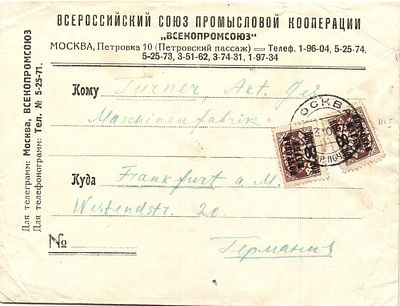 ВСЕРОССИЙСКИЙ СОЮЗ ПРОМЫСЛОВОЙ КООПЕРАЦИИ
„ВСЕКОПРОМСОЮЗ"
МОСКВА, Петровка 10 (Петровский пассаж) — Телеф. 1-96-04, 5-25-74,
5-25-73, 3-51-62, 3-74-31, 1-97-34
Для телеграмм: Москва, ВСЕКОПРОМСОЮЗ
Для телефонограмм: Тел. № 5-25-71.
Кому Turner Akt. Ges
Maschinenfabrik
МОСКВА
Куда Frankfurt a M.
Westendstr. 20
Германия
№